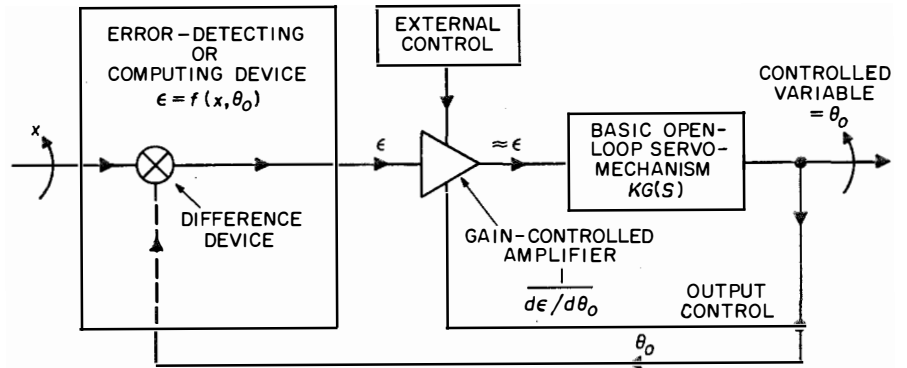 ERROR-DETECTING
OR
COMPUTING DEVICE
ϵ = f (x, θ₀)
EXTERNAL
CONTROL
CONTROLLED
VARIABLE
= θ₀
x
ϵ
≈ϵ
BASIC OPEN-
LOOP SERVO-
MECHANISM
KG(S)
DIFFERENCE
DEVICE
GAIN-CONTROLLED
AMPLIFIER
1
dϵ/dθ₀
OUTPUT
CONTROL
θ₀